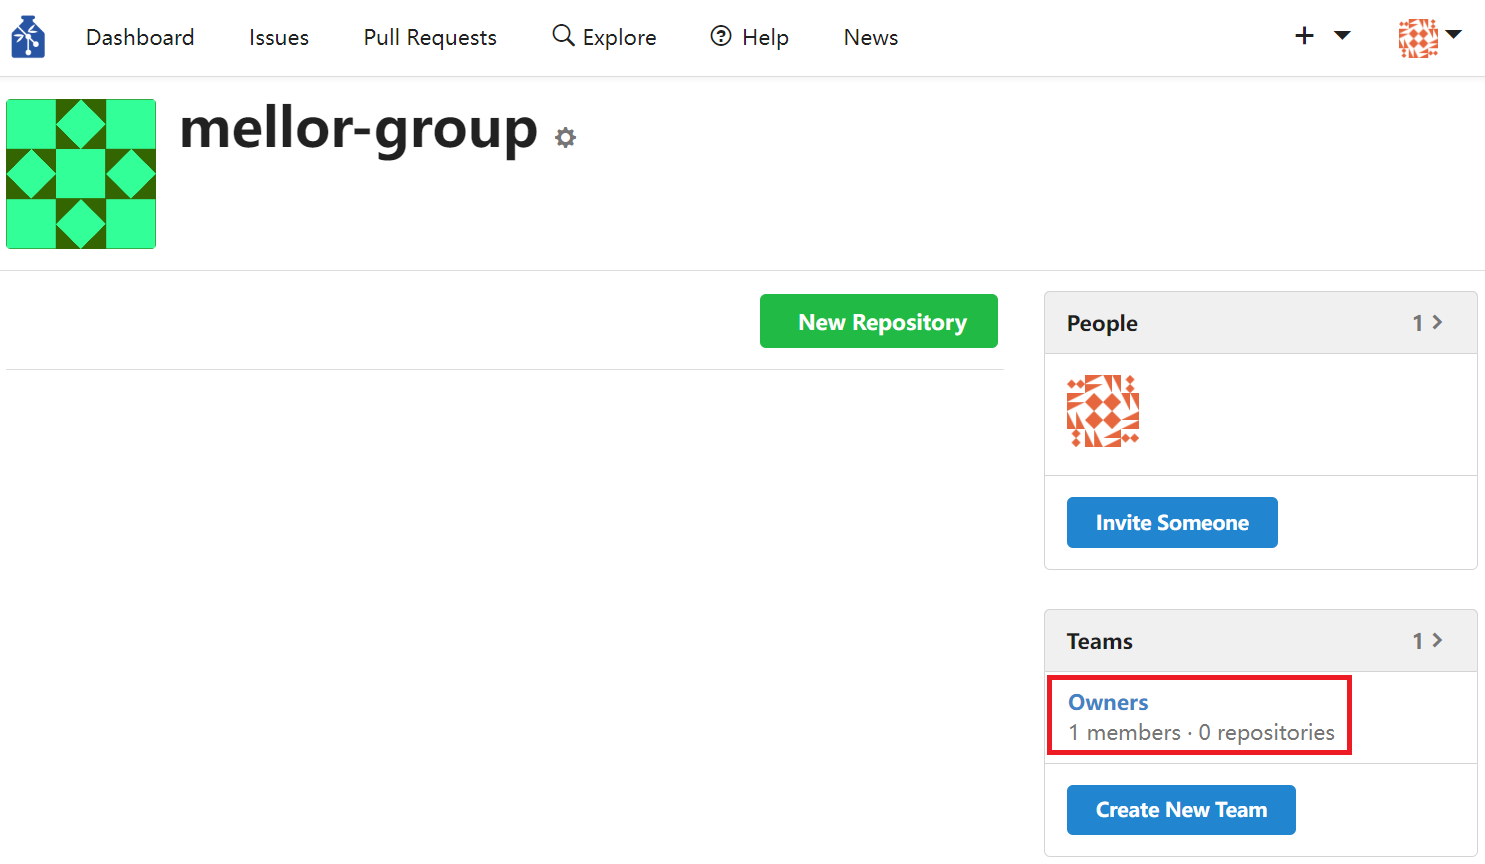 Dashboard Issues Pull Requests Explore Help News
mellor-group
New Repository
People 1
Invite Someone
Teams 1
Owners
1 members · 0 repositories
Create New Team